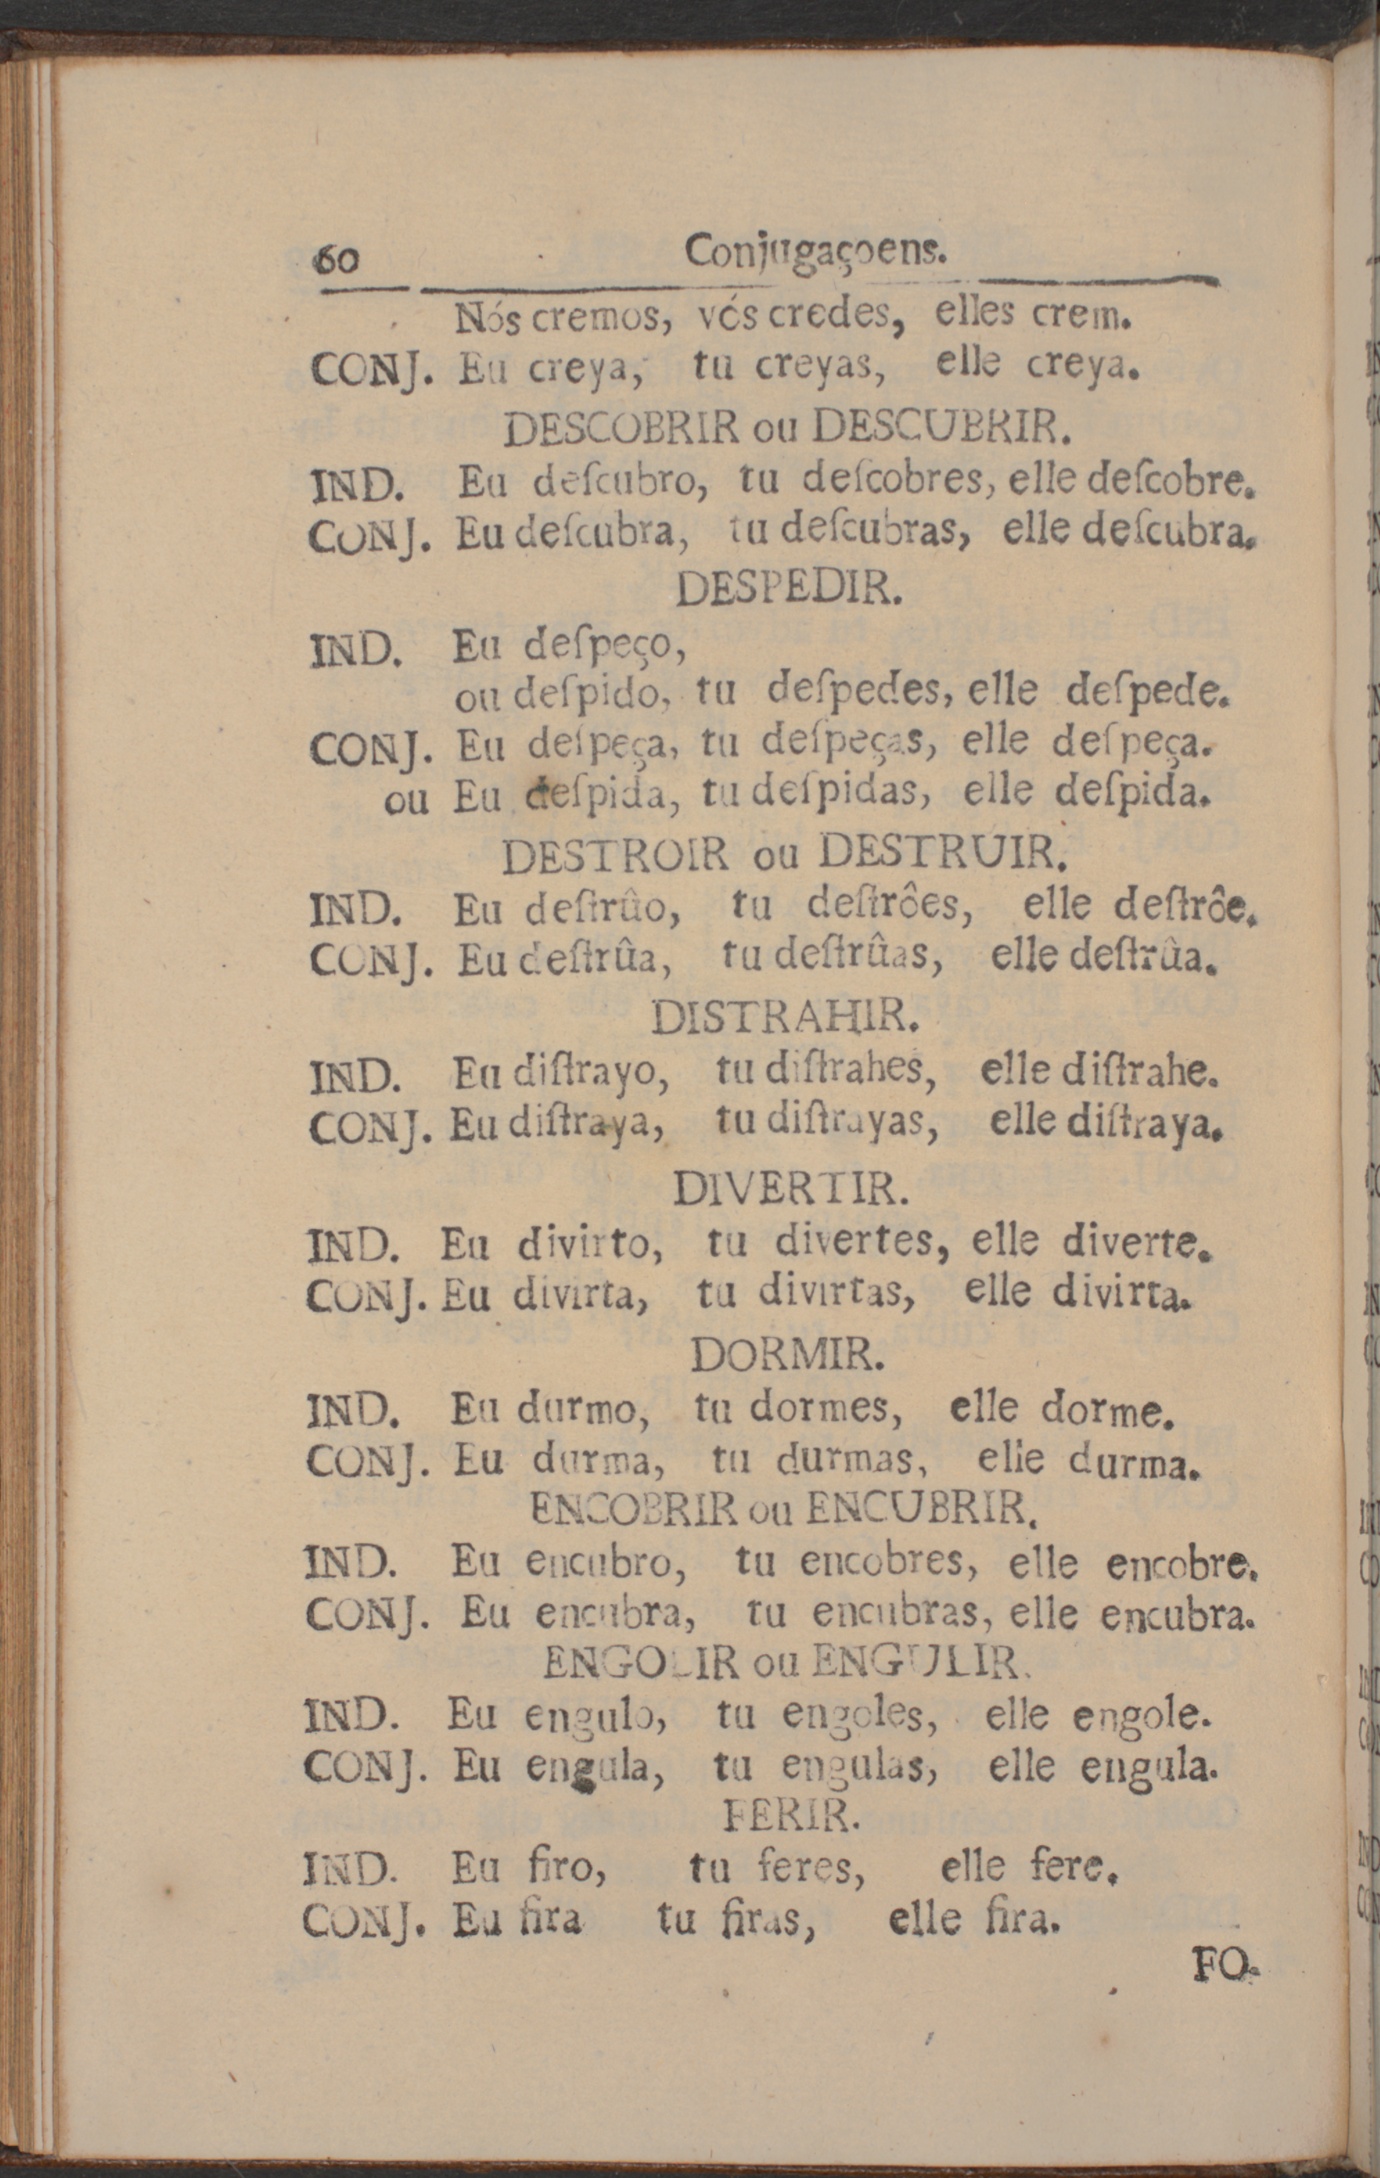 60 Conjugaçoens.
Nós cremos, vós credes, elles crem.
CONJ. Eu creya, tu creyas, elle creya.
DESCOBRIR ou DESCUBRIR.
IND. Eu deſcubro, tu deſcobres, elle deſcobre.
CONJ. Eu deſcubra, tu deſcubras, elle deſcubra.
DESPEDIR.
IND. Eu deſpeço,
ou deſpido, tu deſpedes, elle deſpede.
CONJ. Eu deſpeça, tu deſpeças, elle deſpeça.
ou Eu deſpida, tu deſpidas, elle deſpida.
DESTROIR ou DESTRUIR.
IND. Eu deſtrûo, tu deſtrôes, elle deſtrôe.
CONJ. Eu deſtrûa, tu deſtrûas, elle deſtrûa.
DISTRAHIR.
IND. Eu diſtrayo, tu diſtrahes, elle diſtrahe.
CONJ. Eu diſtraya, tu diſtrayas, elle diſtraya.
DIVERTIR.
IND. Eu divirto, tu divertes, elle diverte.
CONJ. Eu divirta, tu divirtas, elle divirta.
DORMIR.
IND. Eu durmo, tu dormes, elle dorme.
CONJ. Eu durma, tu durmas, elle durma.
ENCOBRIR ou ENCUBRIR.
IND. Eu encubro, tu encobres, elle encobre.
CONJ. Eu encubra, tu encubras, elle encubra.
ENGOLIR ou ENGULIR.
IND. Eu engulo, tu engoles, elle engole.
CONJ. Eu engula, tu engulas, elle engula.
FERIR.
IND. Eu firo, tu feres, elle fere.
CONJ. Eu fira tu firas, elle fira.
FO-